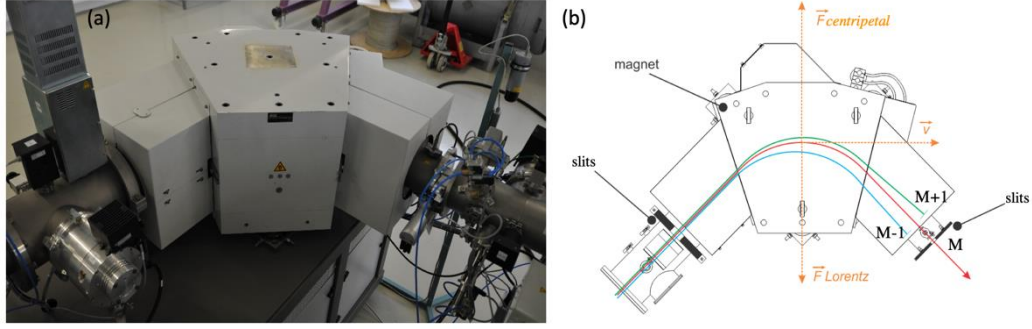 (a)
(b)
F centripetal
magnet
v
slits
M+1
slits
M-1
M
F Lorentz